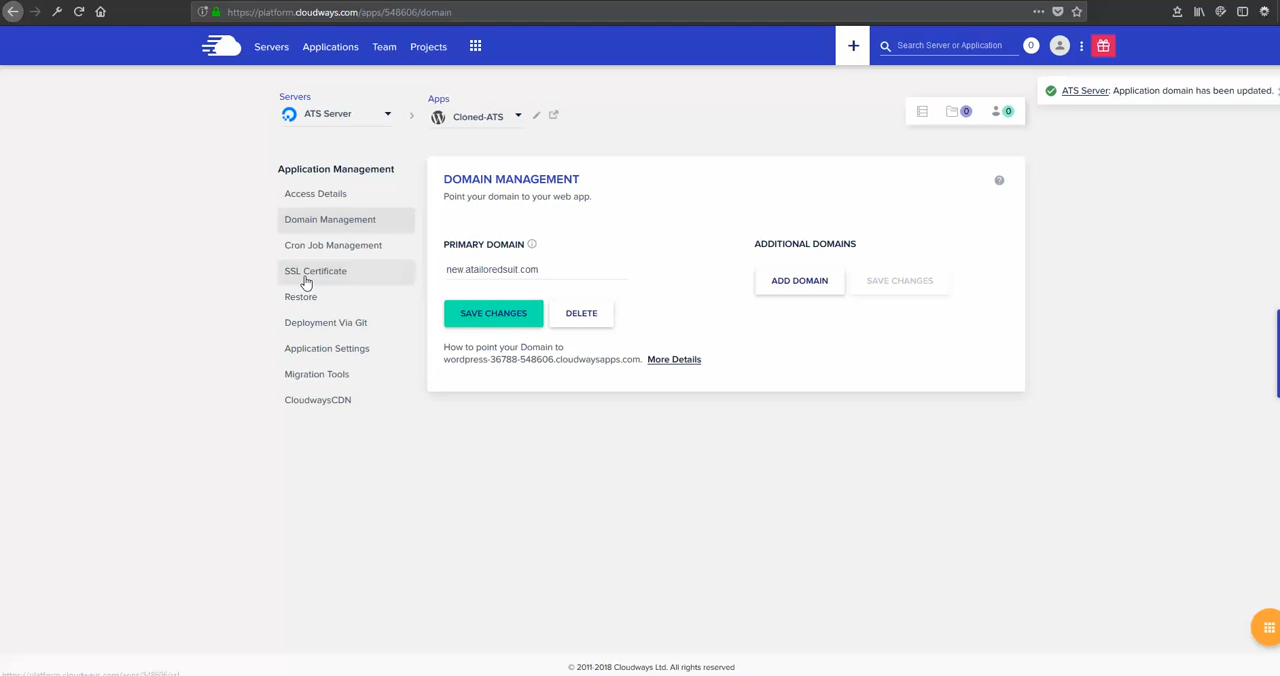 https://platform.cloudways.com/apps/548606/domain
Servers
Applications
Team
Projects
+
Search Server or Application
0
ATS Server: Application domain has been updated.
Servers
ATS Server
Apps
Cloned-ATS
0
0
Application Management
Access Details
Domain Management
Cron Job Management
SSL Certificate
Restore
Deployment Via Git
Application Settings
Migration Tools
CloudwaysCDN
DOMAIN MANAGEMENT
Point your domain to your web app.
PRIMARY DOMAIN
new.atailoredsuit.com
SAVE CHANGES
DELETE
How to point your Domain to
wordpress-36788-548606.cloudwaysapps.com. More Details
ADDITIONAL DOMAINS
ADD DOMAIN
SAVE CHANGES
© 2011-2018 Cloudways Ltd. All rights reserved